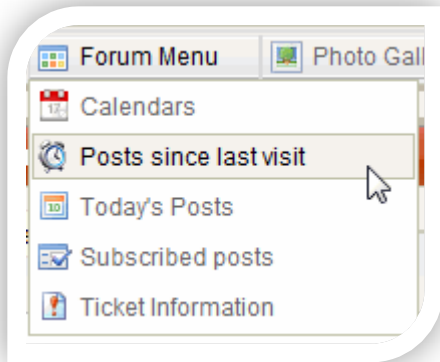 Forum Menu Photo Gall
Calendars
Posts since last visit
Today's Posts
Subscribed posts
Ticket Information